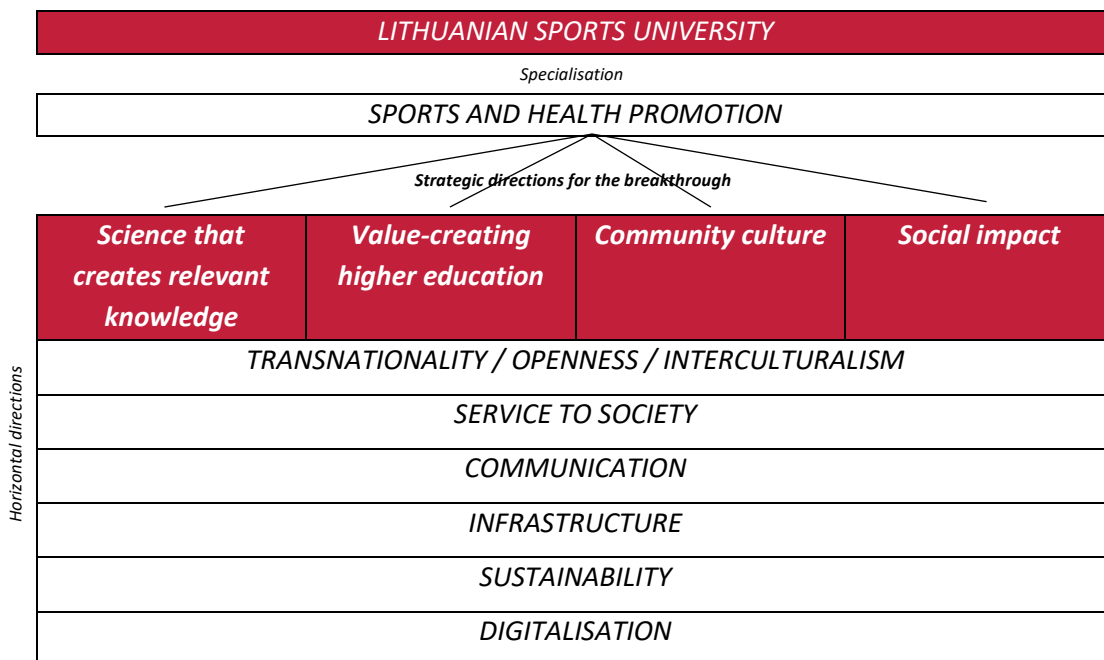 LITHUANIAN SPORTS UNIVERSITY
Specialisation
SPORTS AND HEALTH PROMOTION
Strategic directions for the breakthrough
Science that
creates relevant
knowledge
Value-creating
higher education
Community culture
Social impact
Horizontal directions
TRANSNATIONALITY / OPENNESS / INTERCULTURALISM
SERVICE TO SOCIETY
COMMUNICATION
INFRASTRUCTURE
SUSTAINABILITY
DIGITALISATION